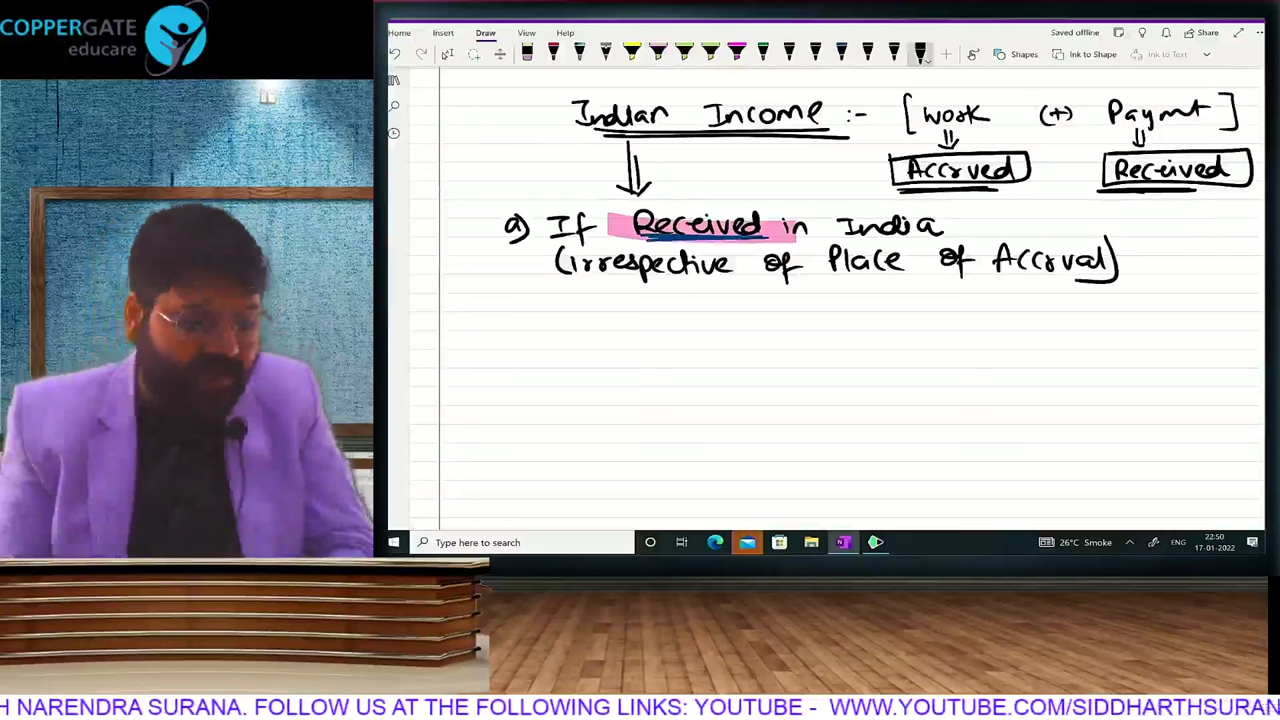 COPPERGATE
educare
Home Insert Draw View Help
Saved offline
Share
Shapes
Ink to Shape
Ink to Text
Indian Income :- [Work (+) Paymt]
Accrued Received
a) If Received in India
(irrespective of Place of Accrual)
Type here to search
26°C Smoke
ENG
22:50
17-01-2022
H NARENDRA SURANA. FOLLOW US AT THE FOLLOWING LINKS: YOUTUBE - WWW.YOUTUBE.COM/SIDDHARTHSURAN